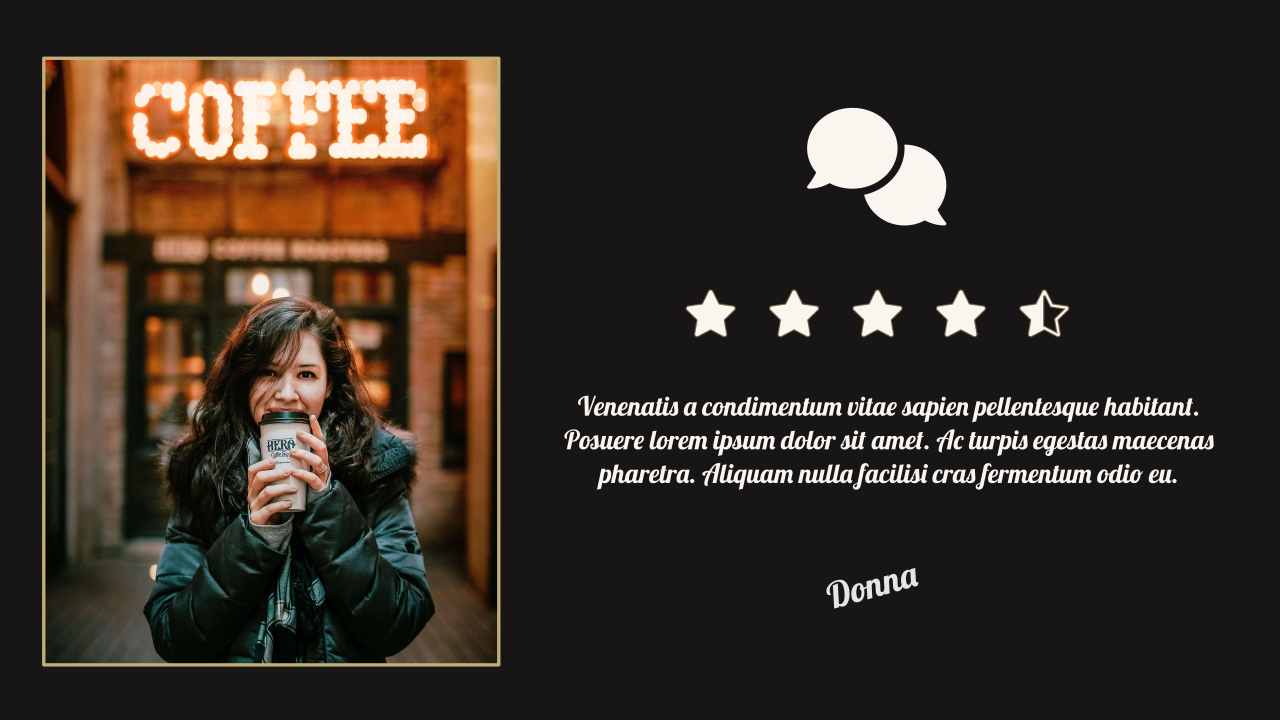 COFFEE
COFFEE ROASTERS
HERO
Venenatis a condimentum vitae sapien pellentesque habitant.
Posuere lorem ipsum dolor sit amet. Ac turpis egestas maecenas
pharetra. Aliquam nulla facilisi cras fermentum odio eu.
Donna